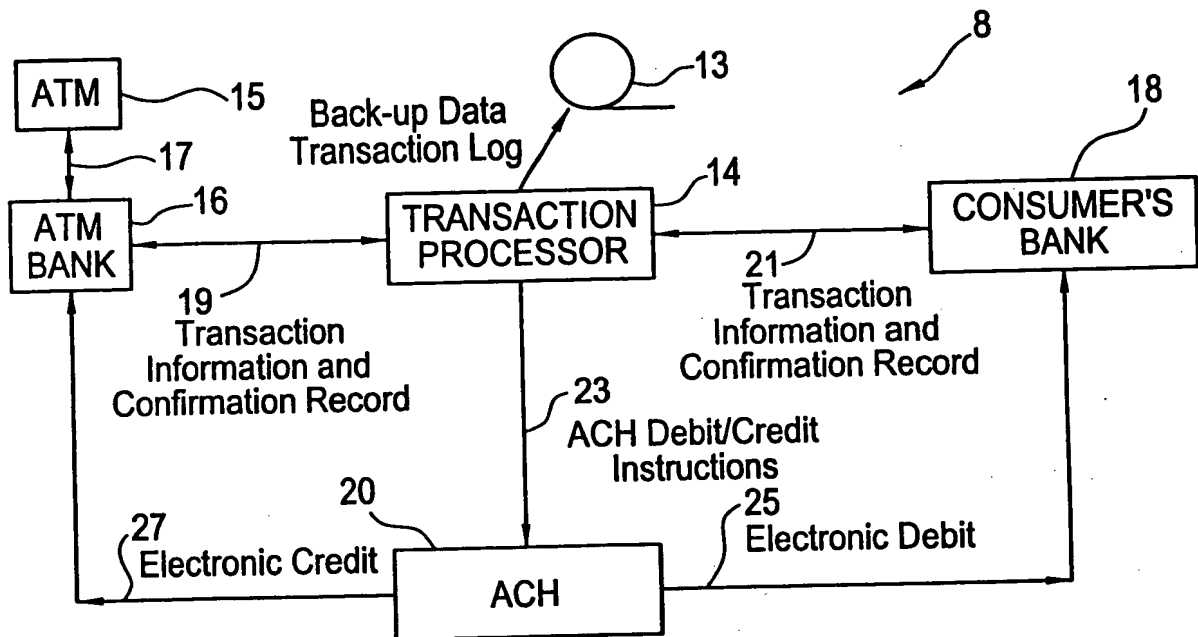 8
13
ATM
15
18
Back-up Data
Transaction Log
17
16
14
ATM
BANK
TRANSACTION
PROCESSOR
CONSUMER'S
BANK
19
Transaction
Information and
Confirmation Record
21
Transaction
Information and
Confirmation Record
23
ACH Debit/Credit
Instructions
20
27
Electronic Credit
25
Electronic Debit
ACH